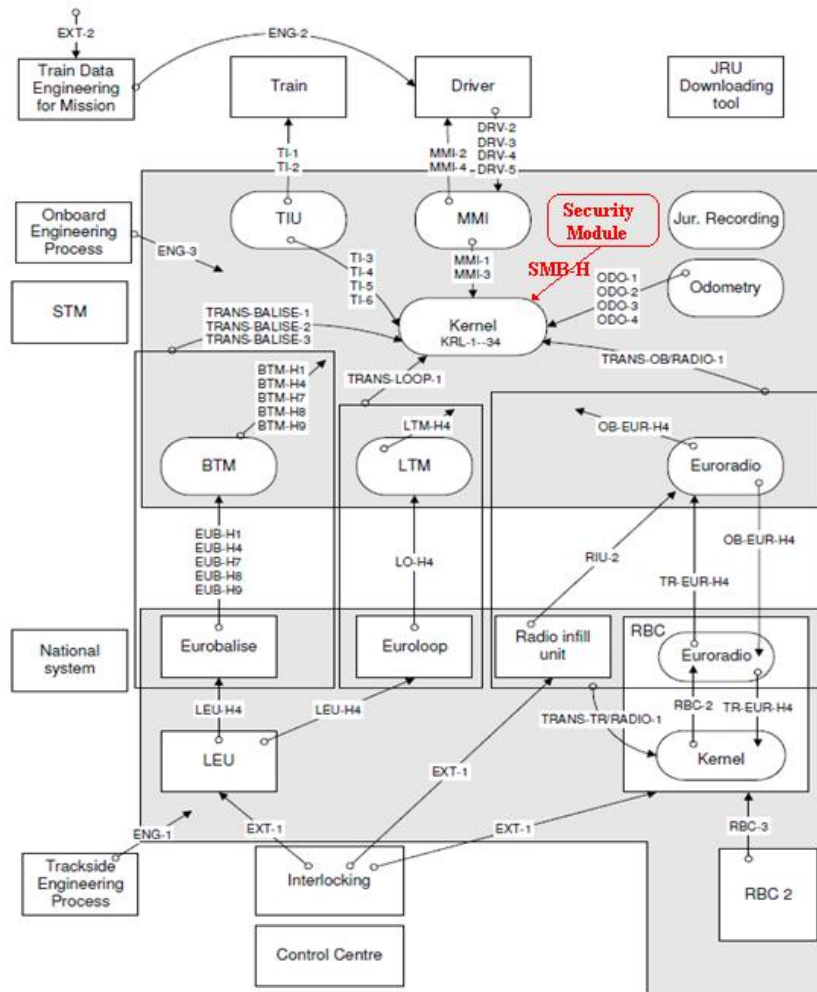 EXT-2
ENG-2
Train Data
Engineering
for Mission
Train
Driver
JRU
Downloading
tool
TI-1
TI-2
MMI-2
MMI-4
DRV-2
DRV-3
DRV-4
DRV-5
Onboard
Engineering
Process
ENG-3
TIU
MMI
Security
Module
Jur. Recording
SMB-H
TI-3
TI-4
TI-5
TI-6
MMI-1
MMI-3
ODO-1
ODO-2
ODO-3
ODO-4
Odometry
STM
TRANS-BALISE-1
TRANS-BALISE-2
TRANS-BALISE-3
Kernel
KRL-1--34
TRANS-OB/RADIO-1
BTM-H1
BTM-H4
BTM-H7
BTM-H8
BTM-H9
TRANS-LOOP-1
LTM-H4
OB-EUR-H4
BTM
LTM
Euroradio
EUB-H1
EUB-H4
EUB-H7
EUB-H8
EUB-H9
LO-H4
RIU-2
OB-EUR-H4
TR-EUR-H4
National
system
Eurobalise
Euroloop
Radio infill
unit
RBC
Euroradio
LEU-H4
LEU-H4
TRANS-TR/RADIO-1
RBC-2
TR-EUR-H4
LEU
Kernel
EXT-1
ENG-1
EXT-1
EXT-1
RBC-3
Trackside
Engineering
Process
Interlocking
RBC 2
Control Centre